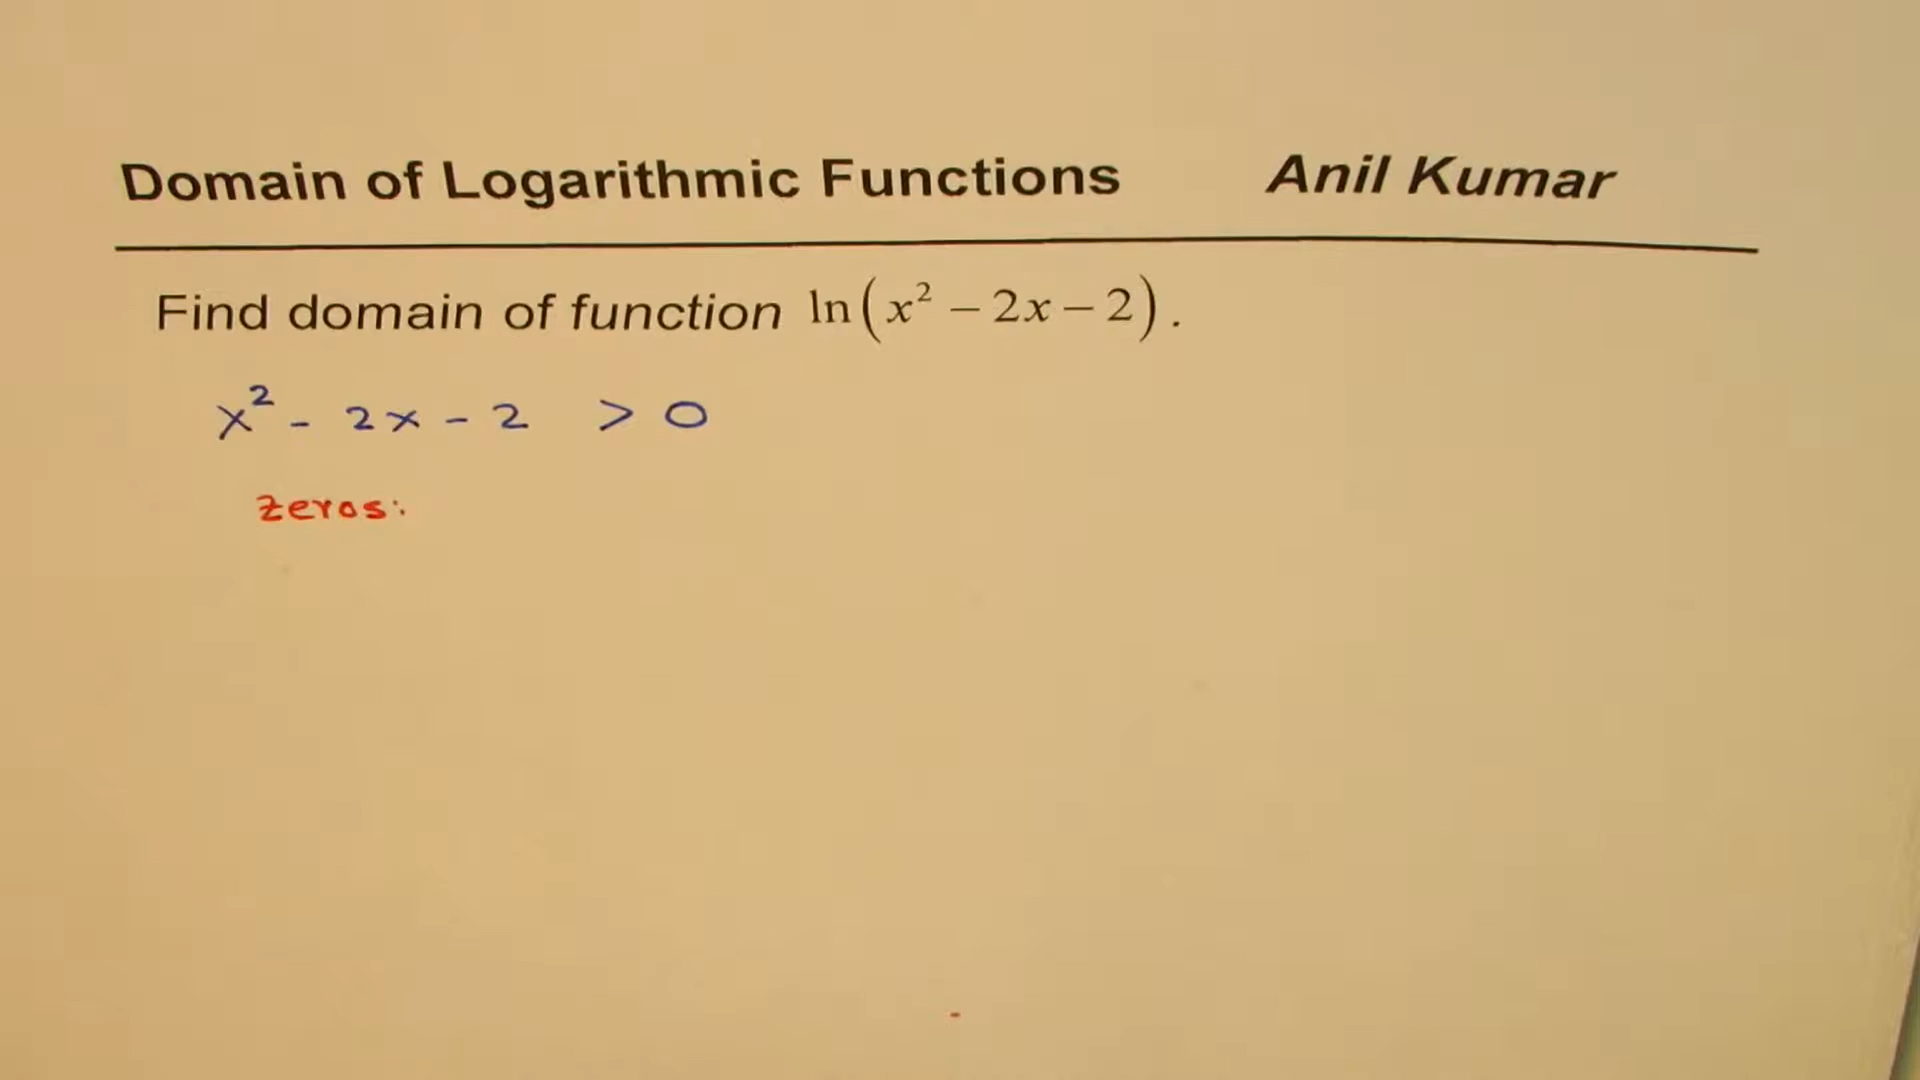 Domain of Logarithmic Functions Anil Kumar
Find domain of function ln(x² − 2x − 2).
x² - 2x - 2 > 0
zeros: